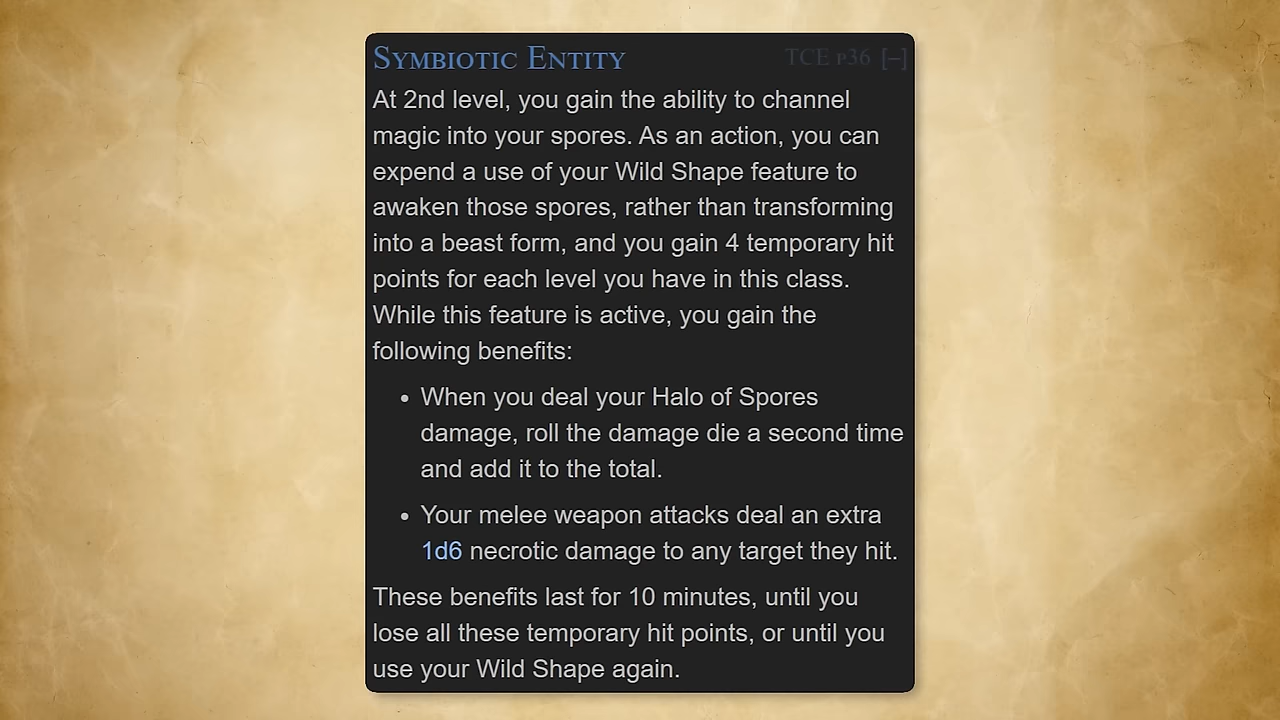 Symbiotic Entity TCE p36 [–]
At 2nd level, you gain the ability to channel
magic into your spores. As an action, you can
expend a use of your Wild Shape feature to
awaken those spores, rather than transforming
into a beast form, and you gain 4 temporary hit
points for each level you have in this class.
While this feature is active, you gain the
following benefits:
• When you deal your Halo of Spores
damage, roll the damage die a second time
and add it to the total.
• Your melee weapon attacks deal an extra
1d6 necrotic damage to any target they hit.
These benefits last for 10 minutes, until you
lose all these temporary hit points, or until you
use your Wild Shape again.